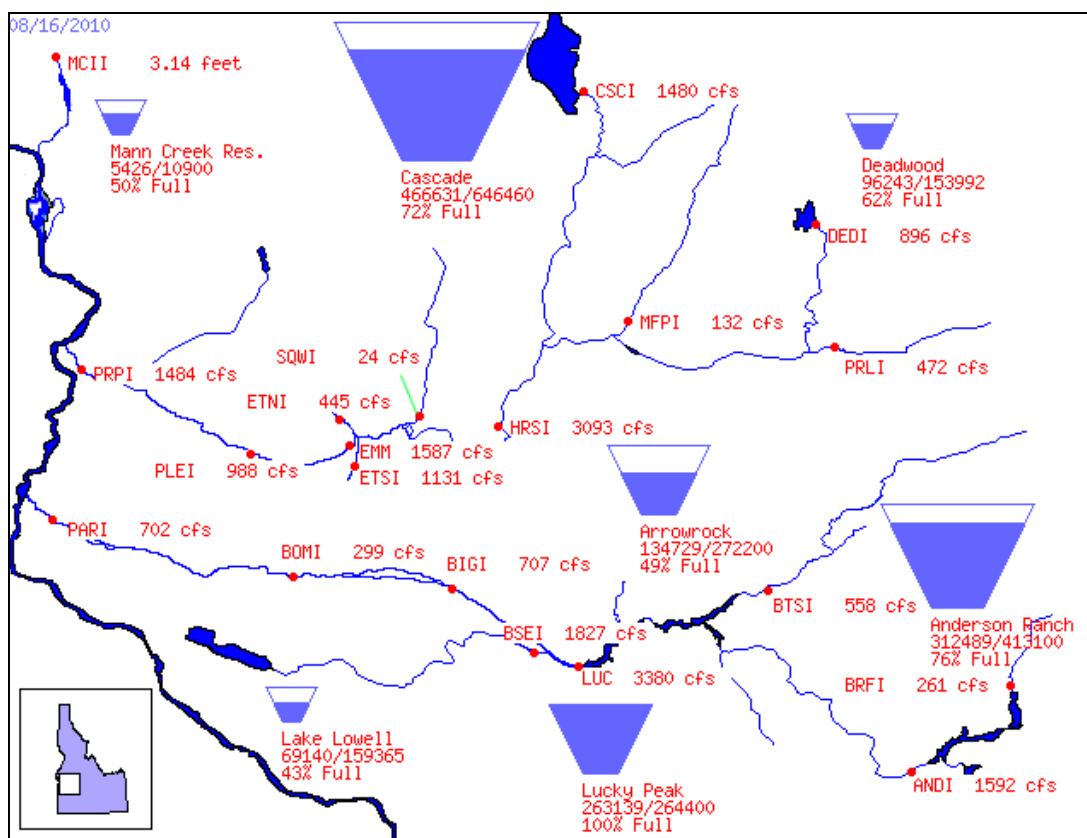 08/16/2010
MCII 3.14 feet
CSCI 1480 cfs
Mann Creek Res.
5426/10900
50% Full
Cascade
466631/646460
72% Full
Deadwood
96243/153992
62% Full
DEDI 896 cfs
MFPI 132 cfs
SQWI 24 cfs
PRLI 472 cfs
PRPI 1484 cfs
ETNI 445 cfs
HRSI 3093 cfs
EMM 1587 cfs
PLEI 988 cfs
ETSI 1131 cfs
Arrowrock
134729/272200
49% Full
PARI 702 cfs
BOMI 299 cfs
BIGI 707 cfs
BTSI 558 cfs
Anderson Ranch
312489/413100
76% Full
BSEI 1827 cfs
LUC 3380 cfs
BRFI 261 cfs
Lake Lowell
69140/159365
43% Full
Lucky Peak
263139/264400
100% Full
ANDI 1592 cfs